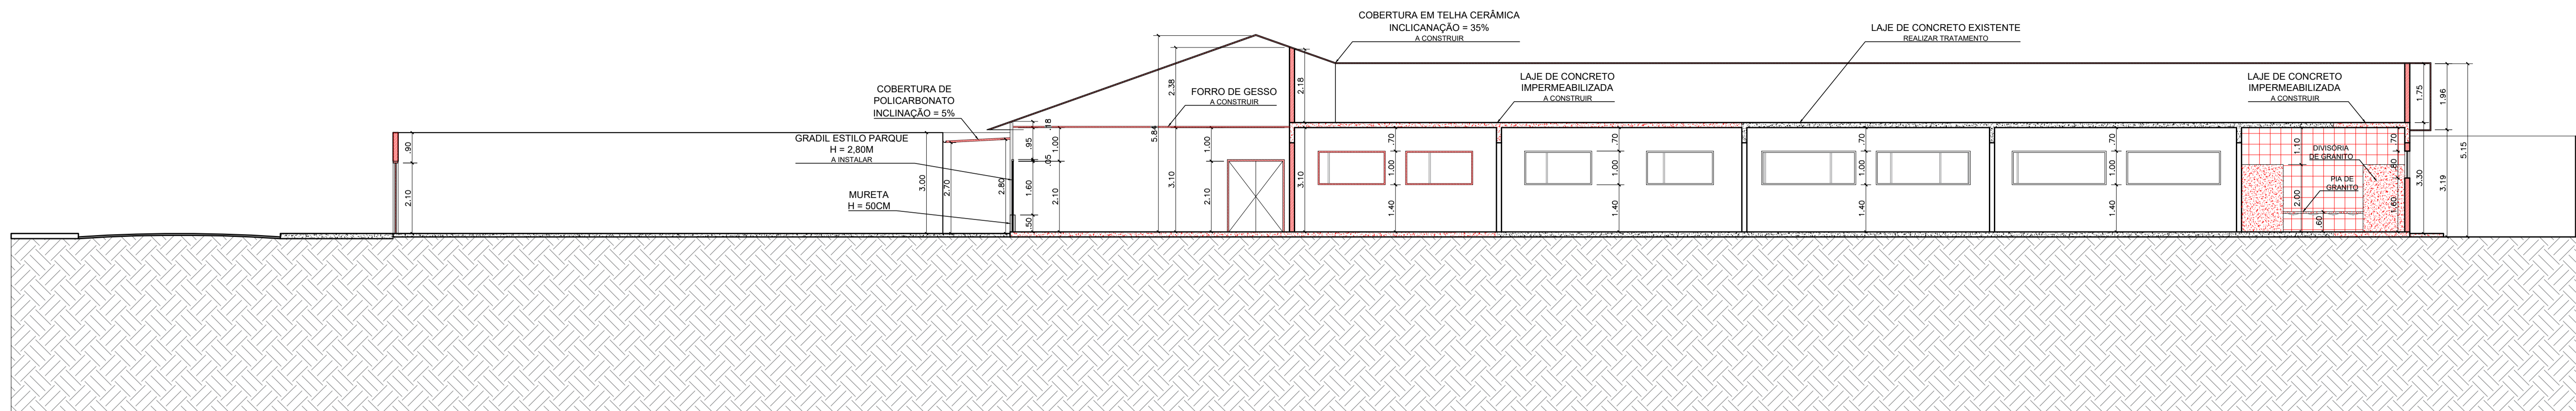 COBERTURA EM TELHA CERÂMICA
INCLICANAÇÃO = 35%
A CONSTRUIR
LAJE DE CONCRETO EXISTENTE
REALIZAR TRATAMENTO
COBERTURA DE
POLICARBONATO
INCLINAÇÃO = 5%
FORRO DE GESSO
A CONSTRUIR
LAJE DE CONCRETO
IMPERMEABILIZADA
A CONSTRUIR
LAJE DE CONCRETO
IMPERMEABILIZADA
A CONSTRUIR
GRADIL ESTILO PARQUE
H = 2,80M
A INSTALAR
MURETA
H = 50CM
DIVISÓRIA
DE GRANITO
PIA DE
GRANITO
.90
2.10
3.00
2.70
2.80
.95
.18
.05
1.60
.50
1.00
2.10
5.84
2.38
3.10
1.00
2.10
2.18
3.10
.70
1.00
1.40
.70
1.00
1.40
.70
1.00
1.40
.70
1.00
1.40
1.10
2.00
.60
.70
.80
1.60
1.75
3.30
1.96
3.19
5.15